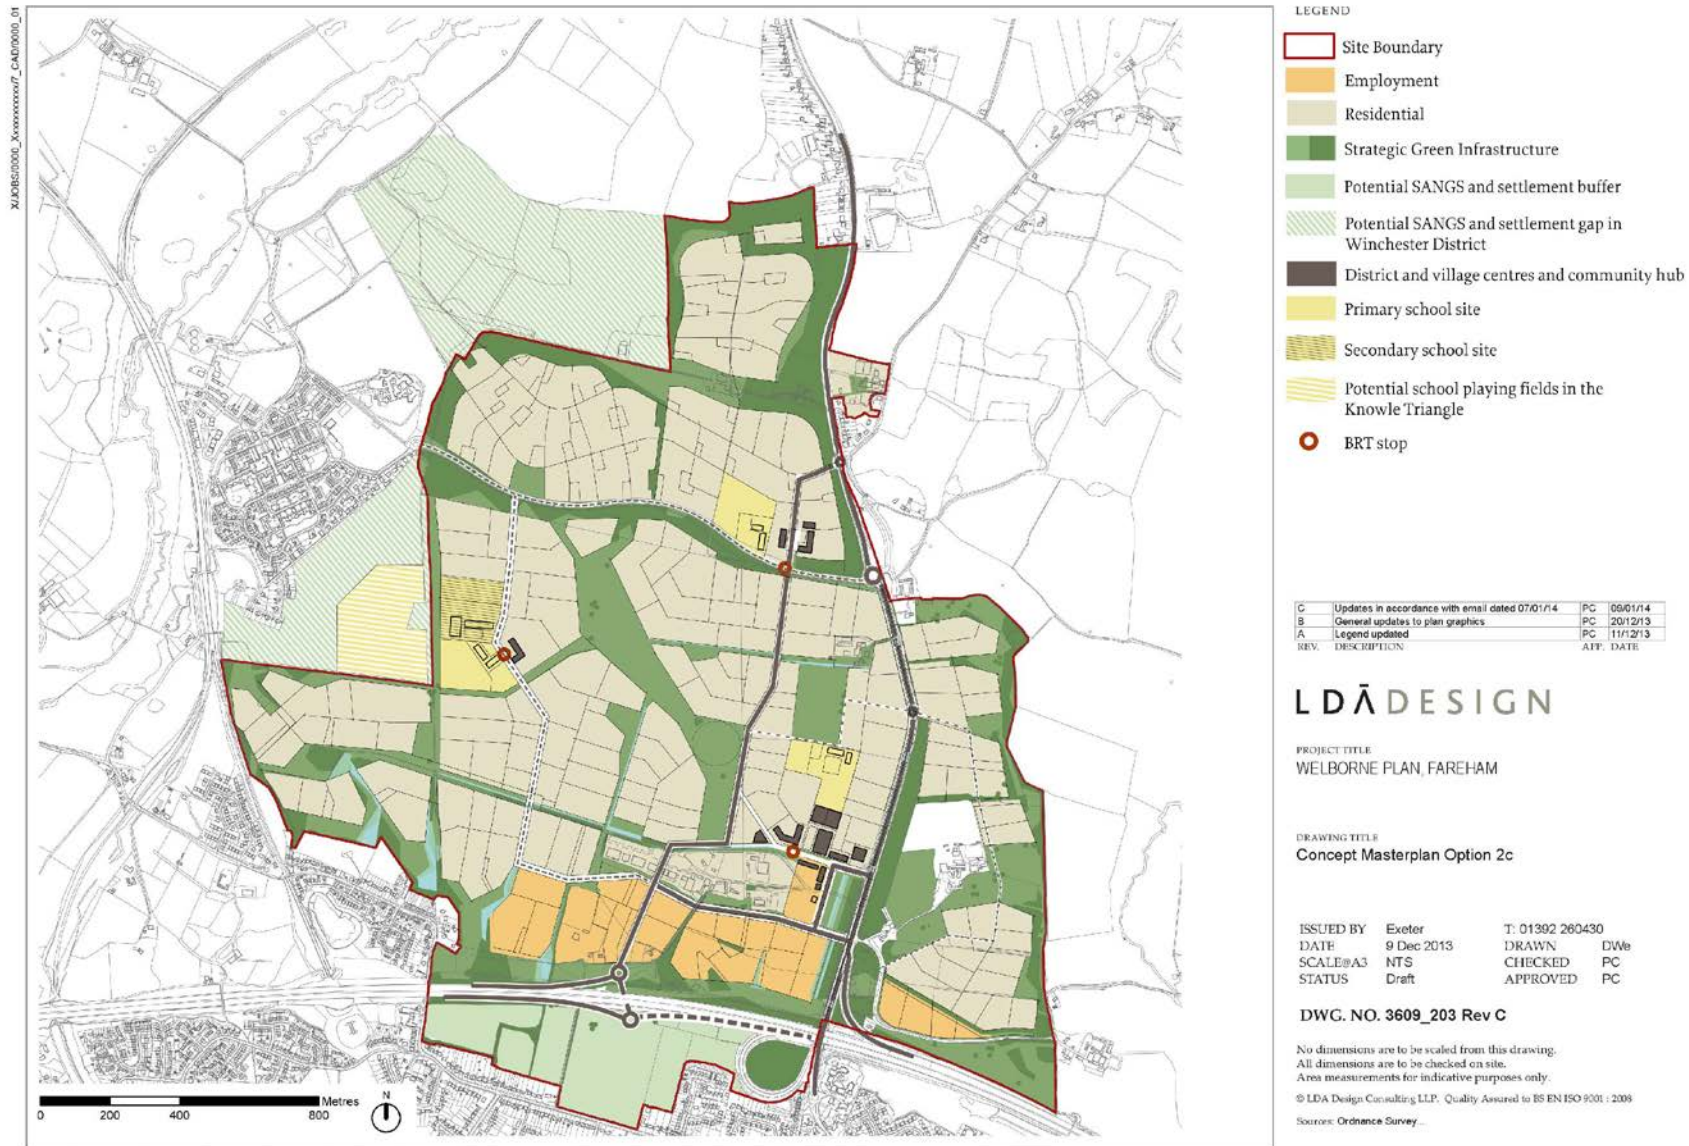 X/JOBS/0000_Xxxxxxxxxx/7_CAD/0000_01
LEGEND
Site Boundary
Employment
Residential
Strategic Green Infrastructure
Potential SANGS and settlement buffer
Potential SANGS and settlement gap in
Winchester District
District and village centres and community hub
Primary school site
Secondary school site
Potential school playing fields in the
Knowle Triangle
BRT stop
C Updates in accordance with email dated 07/01/14 PC 09/01/14
B General updates to plan graphics PC 20/12/13
A Legend updated PC 11/12/13
REV. DESCRIPTION APP. DATE
LDĀDESIGN
PROJECT TITLE
WELBORNE PLAN, FAREHAM
DRAWING TITLE
Concept Masterplan Option 2c
ISSUED BY Exeter T: 01392 260430
DATE 9 Dec 2013 DRAWN DWe
SCALE@A3 NTS CHECKED PC
STATUS Draft APPROVED PC
DWG. NO. 3609_203 Rev C
No dimensions are to be scaled from this drawing.
All dimensions are to be checked on site.
Area measurements for indicative purposes only.
© LDA Design Consulting LLP. Quality Assured to BS EN ISO 9001 : 2008
Sources: Ordnance Survey...
Metres
0 200 400 800
N